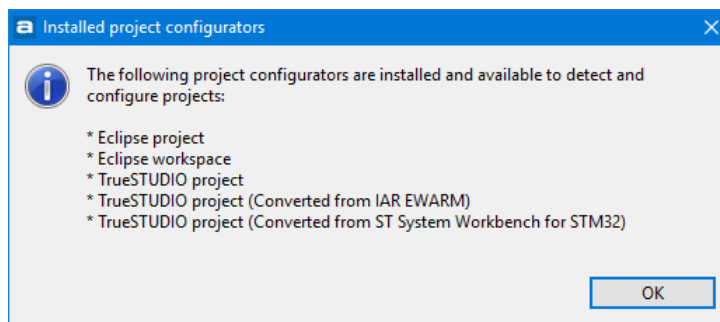 a Installed project configurators
The following project configurators are installed and available to detect and
configure projects:
* Eclipse project
* Eclipse workspace
* TrueSTUDIO project
* TrueSTUDIO project (Converted from IAR EWARM)
* TrueSTUDIO project (Converted from ST System Workbench for STM32)
OK